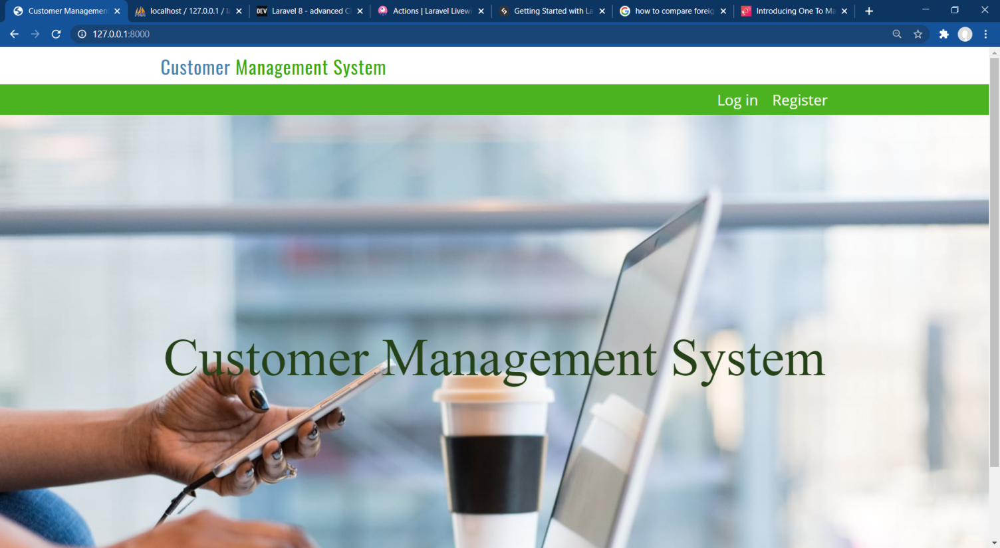 Customer Management
localhost / 127.0.0.1 /
DEV Laravel 8 - advanced
Actions | Laravel Livewi
Getting Started with La
how to compare foreig
Introducing One To Ma
127.0.0.1:8000
Customer Management System
Log in Register
Customer Management System